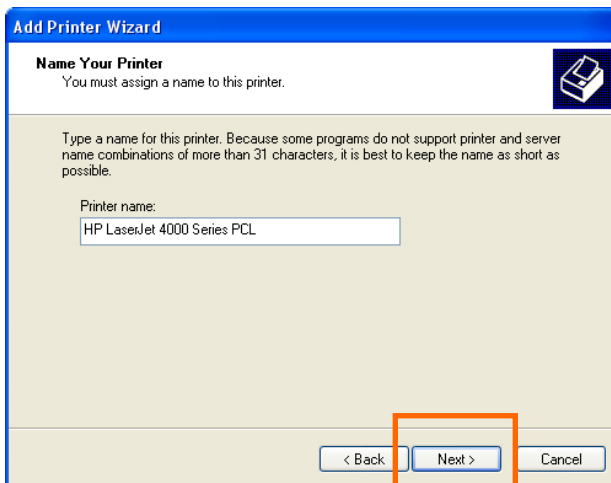 Add Printer Wizard
Name Your Printer
You must assign a name to this printer.
Type a name for this printer. Because some programs do not support printer and server
name combinations of more than 31 characters, it is best to keep the name as short as
possible.
Printer name:
HP LaserJet 4000 Series PCL
< Back
Next >
Cancel